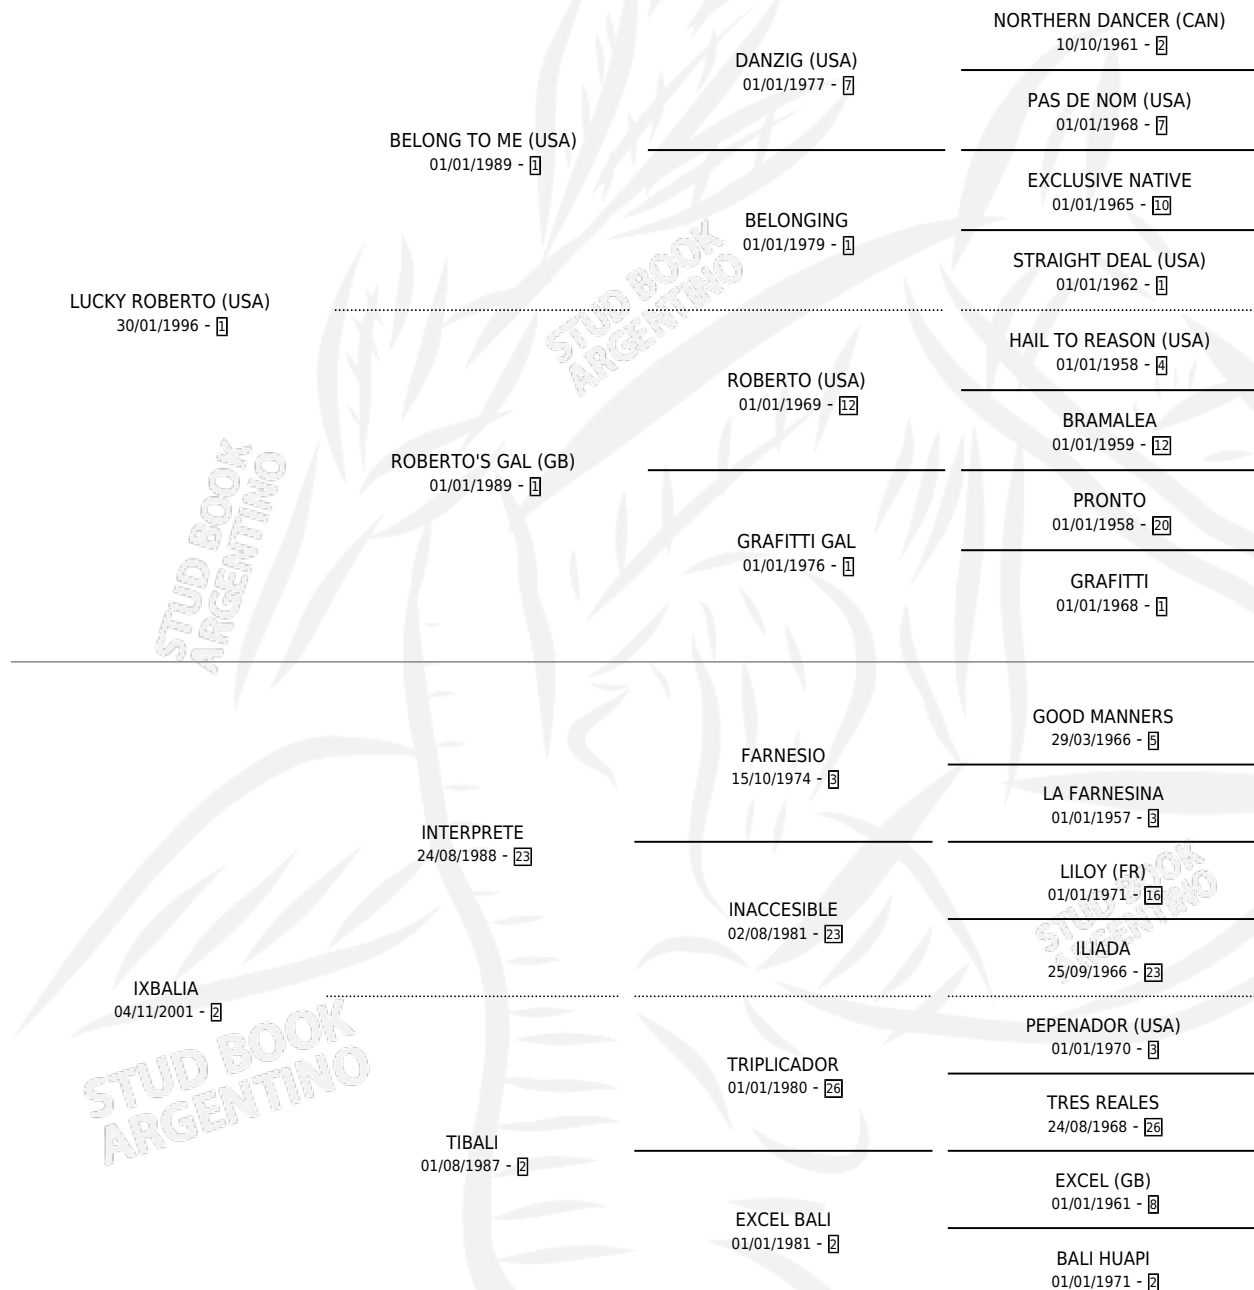 NORTHERN DANCER (CAN)
10/10/1961 - 2
DANZIG (USA)
01/01/1977 - 7
PAS DE NOM (USA)
01/01/1968 - 7
BELONG TO ME (USA)
01/01/1989 - 1
EXCLUSIVE NATIVE
01/01/1965 - 10
BELONGING
01/01/1979 - 1
STRAIGHT DEAL (USA)
01/01/1962 - 1
LUCKY ROBERTO (USA)
30/01/1996 - 1
HAIL TO REASON (USA)
01/01/1958 - 4
ROBERTO (USA)
01/01/1969 - 12
BRAMALEA
01/01/1959 - 12
ROBERTO'S GAL (GB)
01/01/1989 - 1
PRONTO
01/01/1958 - 20
GRAFITTI GAL
01/01/1976 - 1
GRAFITTI
01/01/1968 - 1
GOOD MANNERS
29/03/1966 - 5
FARNESIO
15/10/1974 - 3
LA FARNESINA
01/01/1957 - 3
INTERPRETE
24/08/1988 - 23
LILOY (FR)
01/01/1971 - 16
INACCESIBLE
02/08/1981 - 23
ILIADA
25/09/1966 - 23
IXBALIA
04/11/2001 - 2
PEPENADOR (USA)
01/01/1970 - 3
TRIPLICADOR
01/01/1980 - 26
TRES REALES
24/08/1968 - 26
TIBALI
01/08/1987 - 2
EXCEL (GB)
01/01/1961 - 8
EXCEL BALI
01/01/1981 - 2
BALI HUAPI
01/01/1971 - 2
STUD BOOK
ARGENTINO
STUD BOOK
ARGENTINO
STUD BOOK
ARGENTINO
STUD BOOK
ARGENTINO